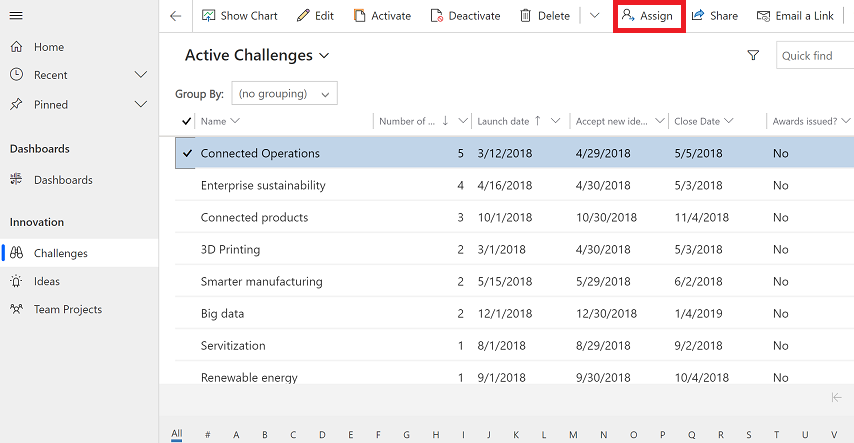 Show Chart Edit Activate Deactivate Delete Assign Share Email a Link
Home
Recent
Pinned
Dashboards
Dashboards
Innovation
Challenges
Ideas
Team Projects
Active Challenges
Quick find
Group By: (no grouping)
Name Number of ... Launch date Accept new ide... Close Date Awards issued?
Connected Operations 5 3/12/2018 4/29/2018 5/5/2018 No
Enterprise sustainability 4 4/16/2018 4/30/2018 5/3/2018 No
Connected products 3 10/1/2018 10/30/2018 11/4/2018 No
3D Printing 2 3/1/2018 4/30/2018 5/3/2018 No
Smarter manufacturing 2 5/15/2018 5/29/2018 6/2/2018 No
Big data 2 12/1/2018 12/30/2018 1/4/2019 No
Servitization 1 8/1/2018 8/29/2018 9/2/2018 No
Renewable energy 1 9/1/2018 9/30/2018 10/4/2018 No
All # A B C D E F G H I J K L M N O P Q R S T U V